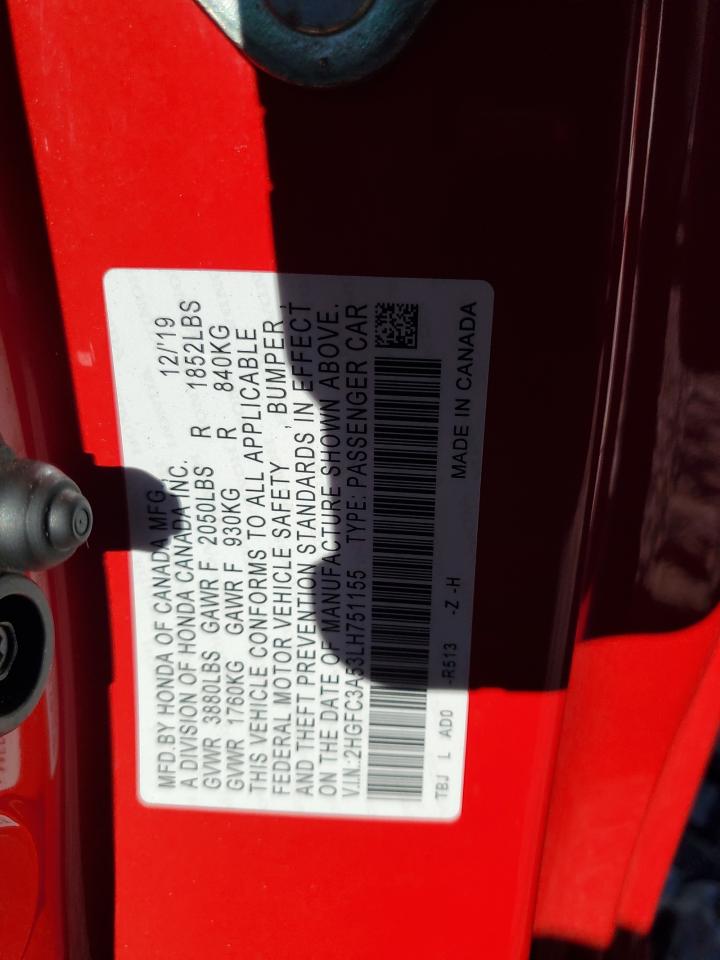 MFD.BY HONDA OF CANADA MFG., 12/'19
A DIVISION OF HONDA CANADA INC.
GVWR 3880LBS GAWR F 2050LBS R 1852LBS
GVWR 1760KG GAWR F 930KG R 840KG
THIS VEHICLE CONFORMS TO ALL APPLICABLE
FEDERAL MOTOR VEHICLE SAFETY , BUMPER ,
AND THEFT PREVENTION STANDARDS, IN EFFECT
ON THE DATE OF MANUFACTURE SHOWN ABOVE.
V.I.N.:2HGFC3A53LH751155 TYPE: PASSENGER CAR
TBJ L AD0 -R513 -Z -H MADE IN CANADA